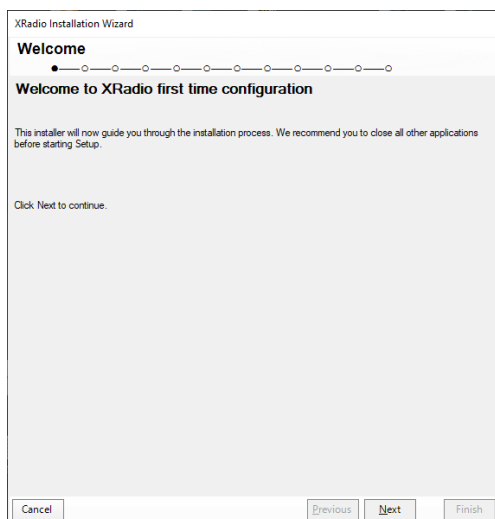 XRadio Installation Wizard
Welcome
Welcome to XRadio first time configuration
This installer will now guide you through the installation process. We recommend you to close all other applications
before starting Setup.
Click Next to continue.
Cancel
Previous
Next
Finish